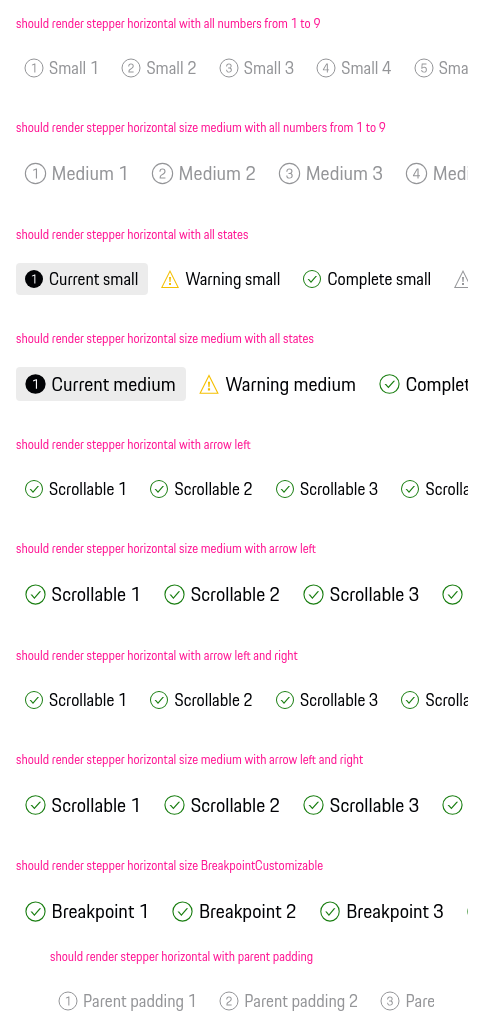 should render stepper horizontal with all numbers from 1 to 9
1 Small 1 2 Small 2 3 Small 3 4 Small 4 5 Sma
should render stepper horizontal size medium with all numbers from 1 to 9
1 Medium 1 2 Medium 2 3 Medium 3 4 Medi
should render stepper horizontal with all states
1 Current small Warning small Complete small
should render stepper horizontal size medium with all states
1 Current medium Warning medium Complet
should render stepper horizontal with arrow left
Scrollable 1 Scrollable 2 Scrollable 3 Scrolla
should render stepper horizontal size medium with arrow left
Scrollable 1 Scrollable 2 Scrollable 3
should render stepper horizontal with arrow left and right
Scrollable 1 Scrollable 2 Scrollable 3 Scrolla
should render stepper horizontal size medium with arrow left and right
Scrollable 1 Scrollable 2 Scrollable 3
should render stepper horizontal size BreakpointCustomizable
Breakpoint 1 Breakpoint 2 Breakpoint 3
should render stepper horizontal with parent padding
1 Parent padding 1 2 Parent padding 2 3 Pare